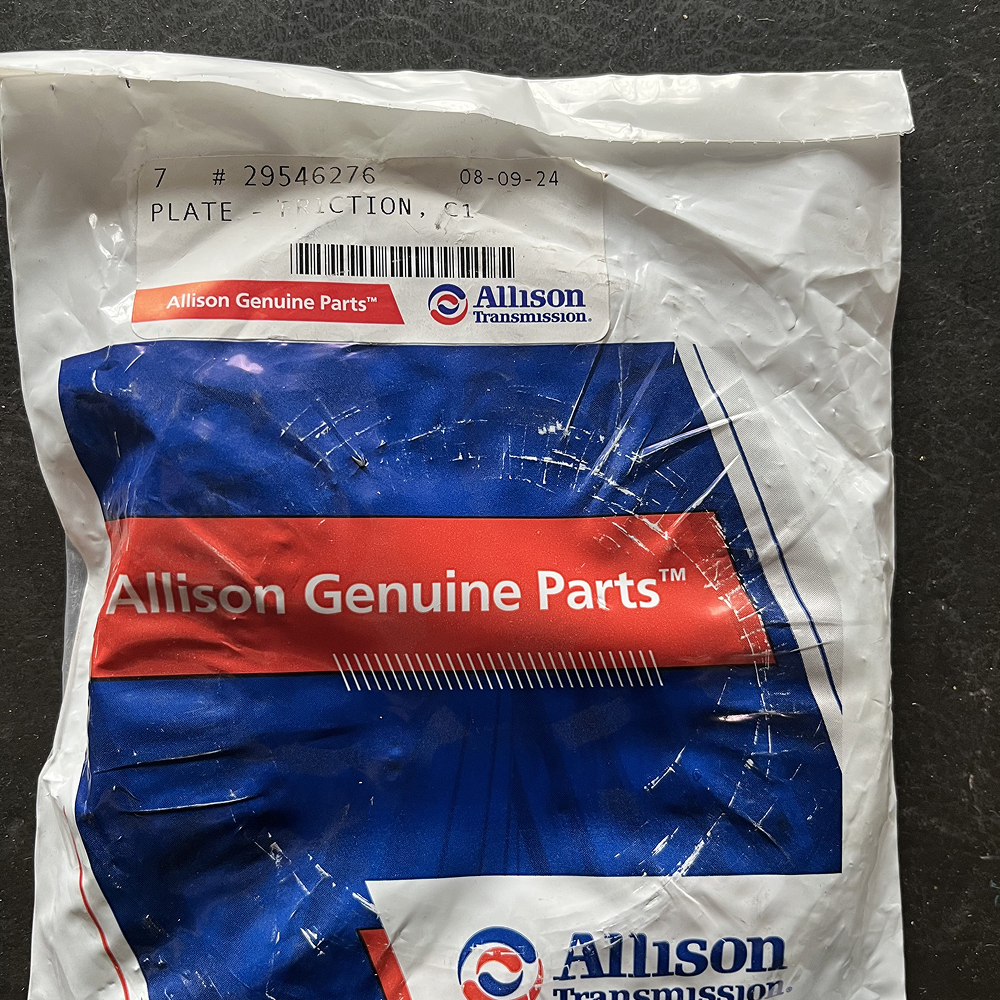 7 # 29546276 08-09-24
PLATE - FRICTION, C1
Allison Genuine Parts™
Allison
Transmission®
Allison Genuine Parts™
Allison
Transmission®